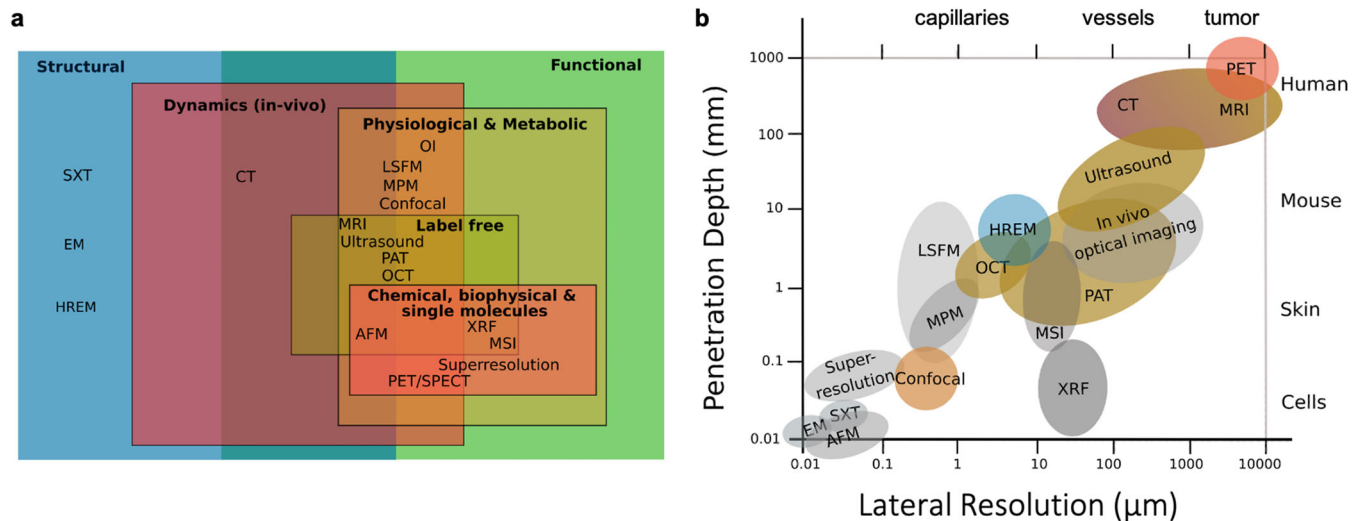 a
Structural
Functional
Dynamics (in-vivo)
Physiological & Metabolic
OI
LSFM
SXT
CT
MPM
Confocal
MRI
Label free
EM
Ultrasound
PAT
OCT
Chemical, biophysical &
single molecules
HREM
AFM
XRF
MSI
Superresolution
PET/SPECT
b
capillaries
vessels
tumor
Penetration Depth (mm)
1000
100
10
1
0.1
0.01
PET
CT
MRI
Ultrasound
HREM
In vivo
optical imaging
LSFM
OCT
PAT
MPM
MSI
Super-
resolution
Confocal
XRF
SXT
EM
AFM
Human
Mouse
Skin
Cells
0.01
0.1
1
10
100
1000
10000
Lateral Resolution (μm)